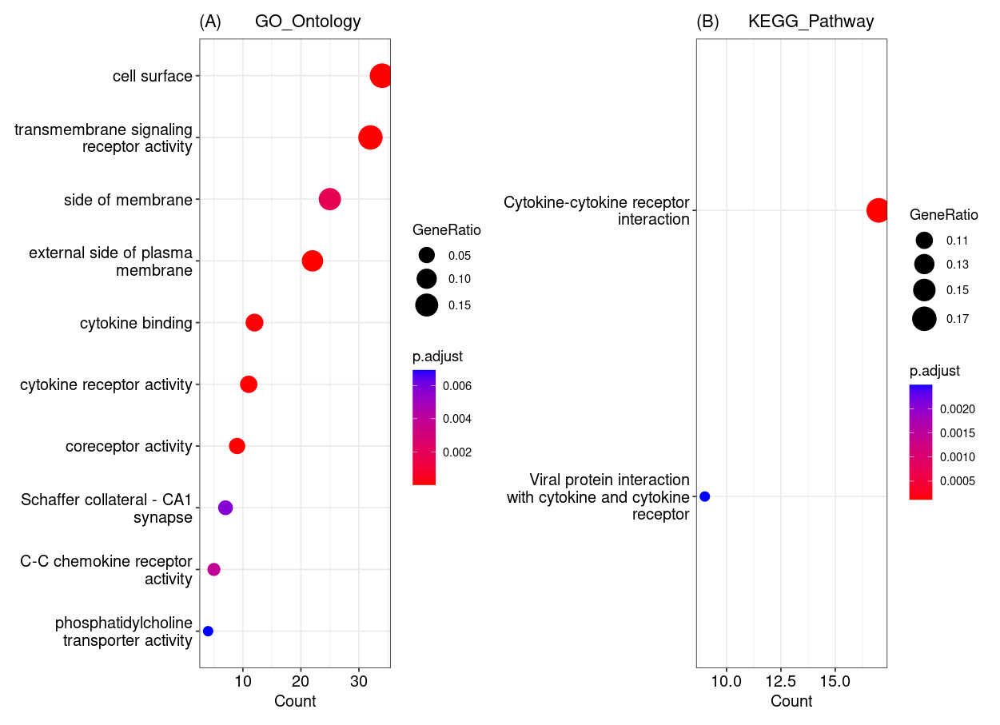 (A) GO_Ontology
cell surface
transmembrane signaling
receptor activity
side of membrane
external side of plasma
membrane
cytokine binding
cytokine receptor activity
coreceptor activity
Schaffer collateral - CA1
synapse
C-C chemokine receptor
activity
phosphatidylcholine
transporter activity
10 20 30
Count
GeneRatio
0.05
0.10
0.15
p.adjust
0.006
0.004
0.002
(B) KEGG_Pathway
Cytokine-cytokine receptor
interaction
Viral protein interaction
with cytokine and cytokine
receptor
10.0 12.5 15.0
Count
GeneRatio
0.11
0.13
0.15
0.17
p.adjust
0.0020
0.0015
0.0010
0.0005